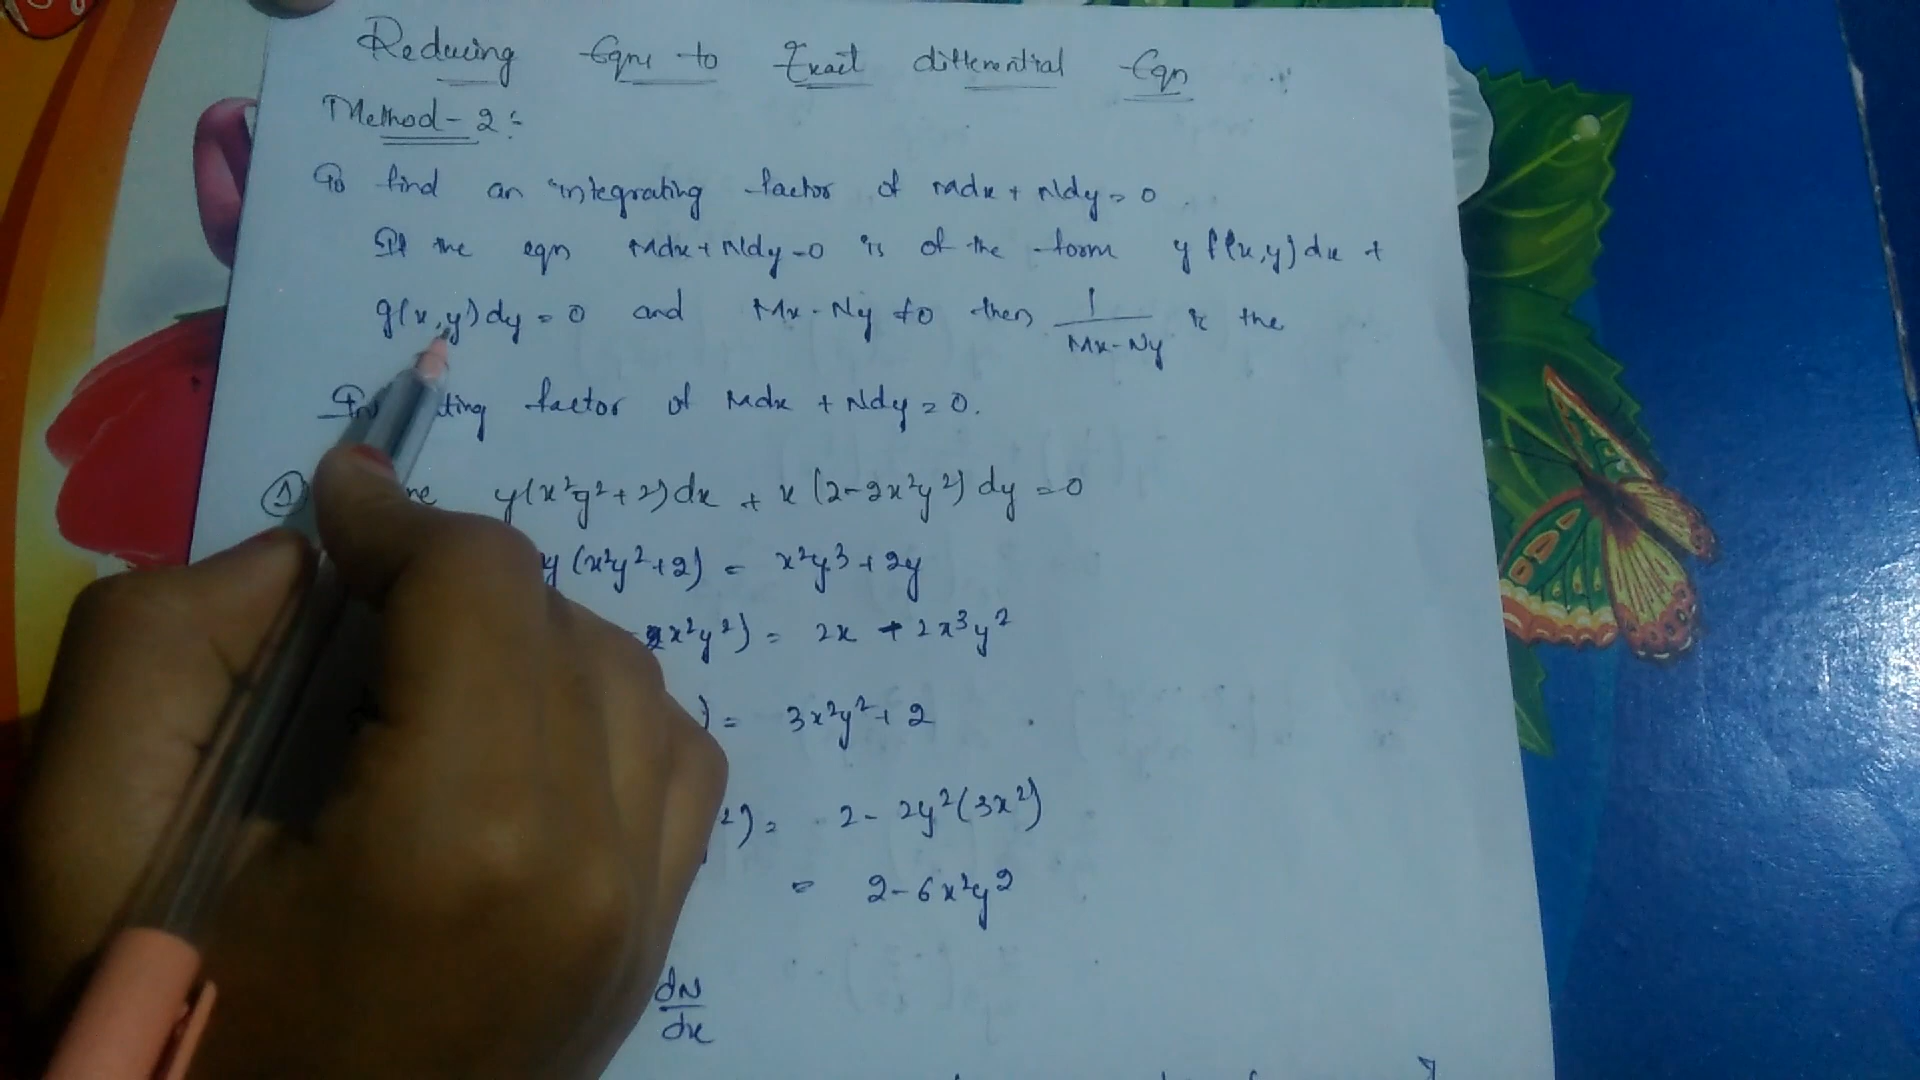 Reducing Eqns to Exact differential Eqn
Method-2:-
To find an integrating factor of Mdx + Ndy = 0
If the eqn Mdx + Ndy = 0 is of the form y f(x,y) dx +
g(x,y) dy = 0 and Mx - Ny ≠ 0 then 1/(Mx-Ny) is the
factor of Mdx + Ndy = 0.
① y(x²y²+2)dx + x(2-2x²y²) dy = 0
y(x²y²+2) = x²y³ + 2y
2x²y²) = 2x - 2x³y²
) = 3x²y² + 2
²) = 2 - 2y²(3x²)
= 2 - 6x²y²
dN/dx